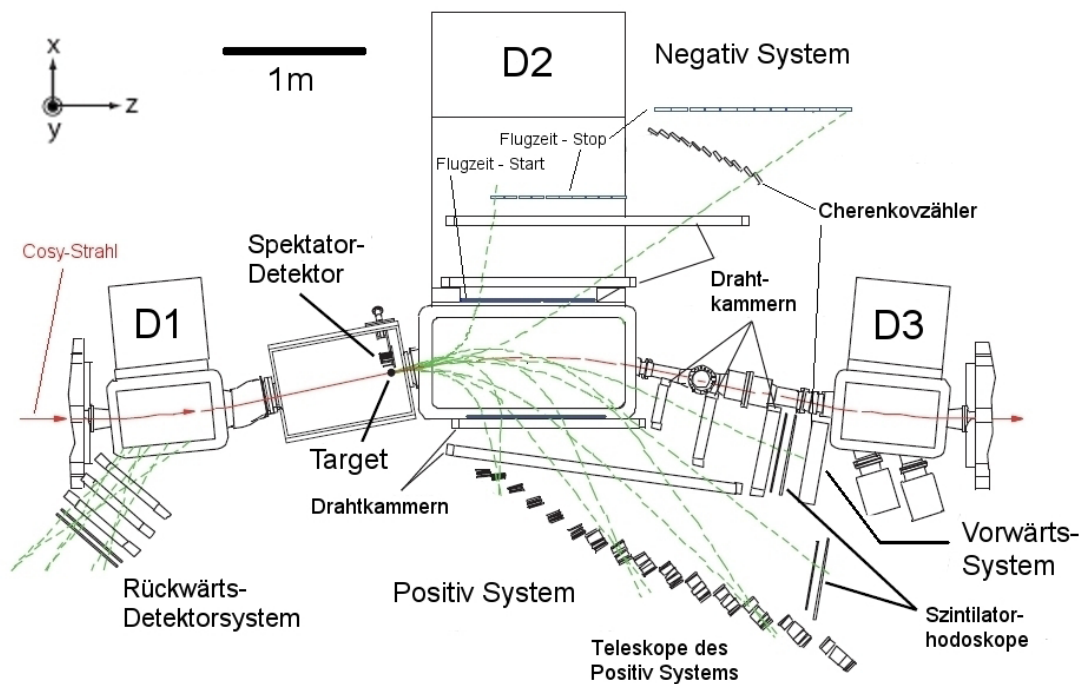 x
z
y
1m
D2
Negativ System
Flugzeit - Stop
Flugzeit - Start
Cherenkovzähler
Cosy-Strahl
Spektator-
Detektor
Draht-
kammern
D1
D3
Target
Drahtkammern
Vorwärts-
System
Rückwärts-
Detektorsystem
Positiv System
Szintilator-
hodoskope
Teleskope des
Positiv Systems